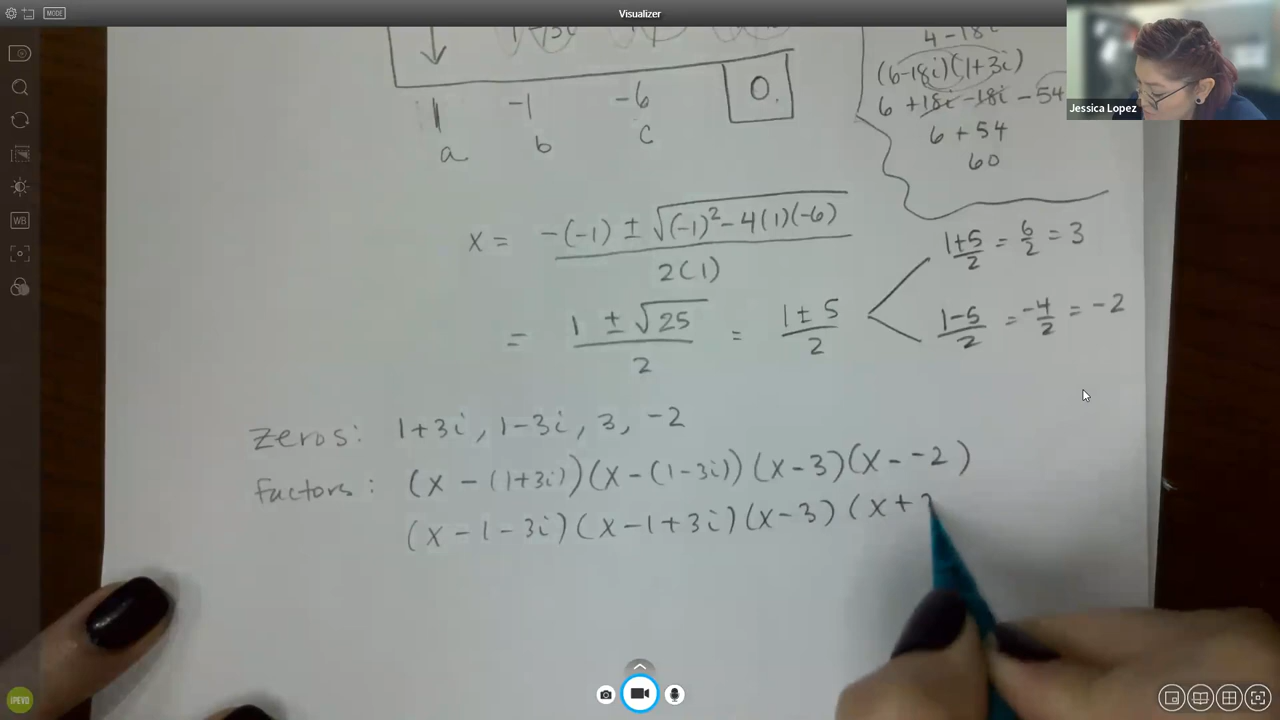 MODE
Visualizer
Jessica Lopez
WB
IPEVO
4 - 18i
(6-18i)(1+3i)
6 + 18i - 18i - 54
6 + 54
60
0.
1 -1 -6
a b c
x = -(-1) ± √(-1)² - 4(1)(-6)
2(1)
= 1 ± √25 = 1 ± 5
2 2
1+5 = 6 = 3
2 2
1-5 = -4 = -2
2 2
zeros: 1+3i, 1-3i, 3, -2
factors: (x - (1+3i))(x - (1-3i))(x - 3)(x - -2)
(x - 1 - 3i)(x - 1 + 3i)(x - 3)(x +